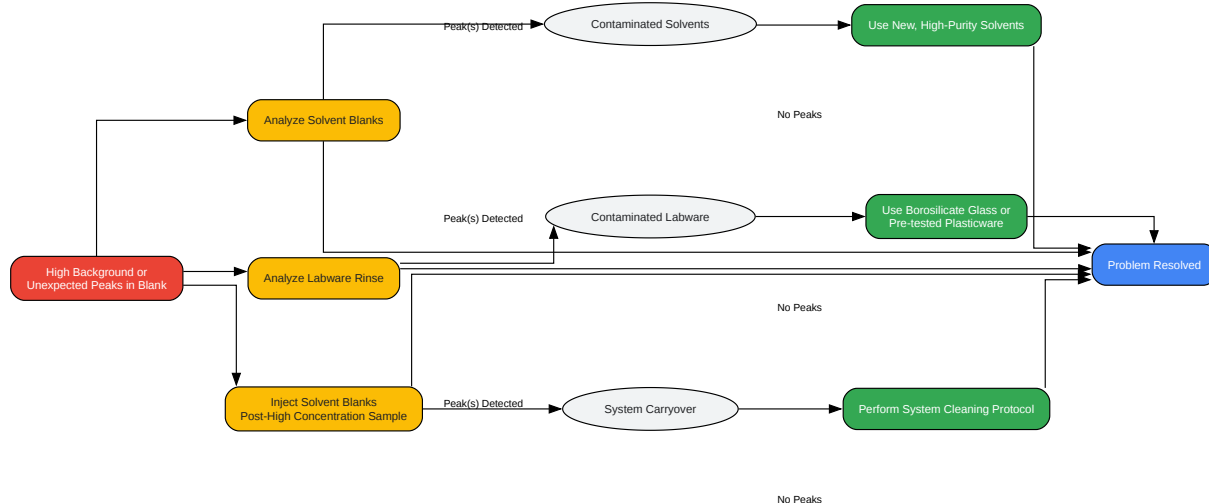 Peak(s) Detected
Contaminated Solvents
Use New, High-Purity Solvents
Analyze Solvent Blanks
No Peaks
Peak(s) Detected
Contaminated Labware
Use Borosilicate Glass or
Pre-tested Plasticware
High Background or
Unexpected Peaks in Blank
Analyze Labware Rinse
Problem Resolved
No Peaks
Inject Solvent Blanks
Post-High Concentration Sample
Peak(s) Detected
System Carryover
Perform System Cleaning Protocol
No Peaks